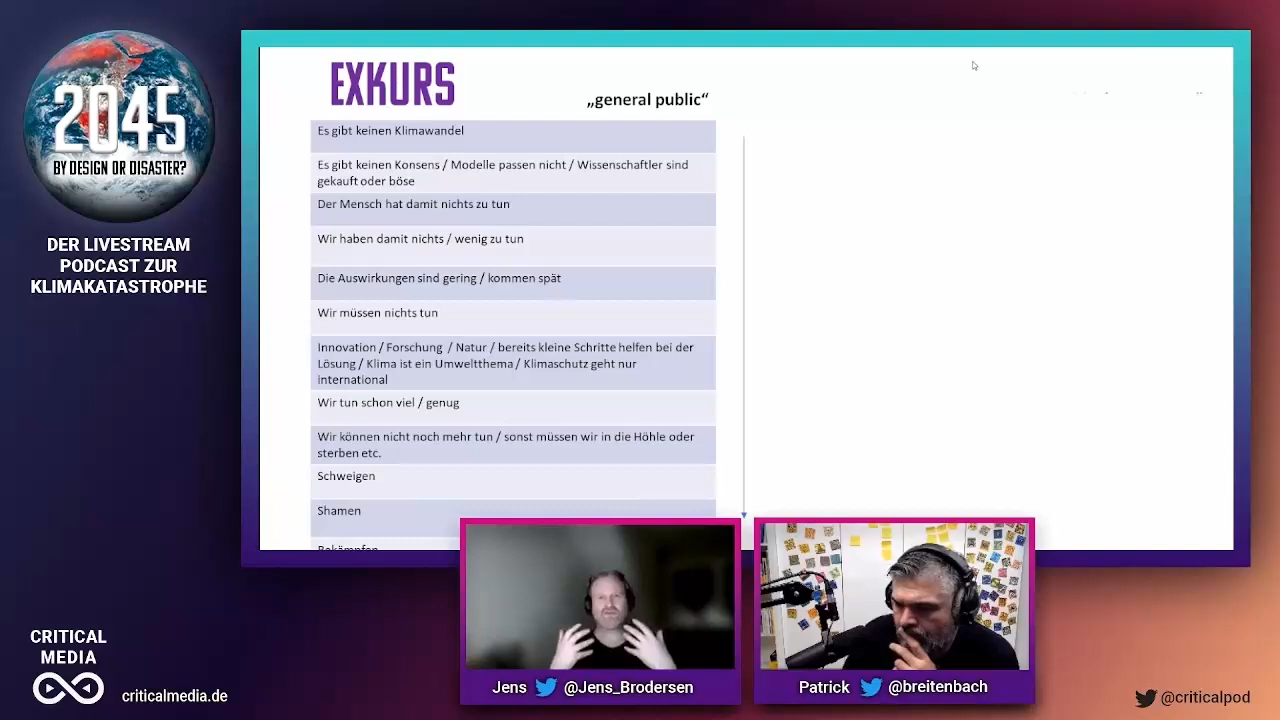 2045
BY DESIGN OR DISASTER?
DER LIVESTREAM
PODCAST ZUR
KLIMAKATASTROPHE
EXKURS
„general public“
Es gibt keinen Klimawandel
Es gibt keinen Konsens / Modelle passen nicht / Wissenschaftler sind
gekauft oder böse
Der Mensch hat damit nichts zu tun
Wir haben damit nichts / wenig zu tun
Die Auswirkungen sind gering / kommen spät
Wir müssen nichts tun
Innovation / Forschung / Natur / bereits kleine Schritte helfen bei der
Lösung / Klima ist ein Umweltthema / Klimaschutz geht nur
international
Wir tun schon viel / genug
Wir können nicht noch mehr tun / sonst müssen wir in die Höhle oder
sterben etc.
Schweigen
Shamen
Bekämpfen
Jens @Jens_Brodersen
Patrick @breitenbach
CRITICAL
MEDIA
criticalmedia.de
@criticalpod